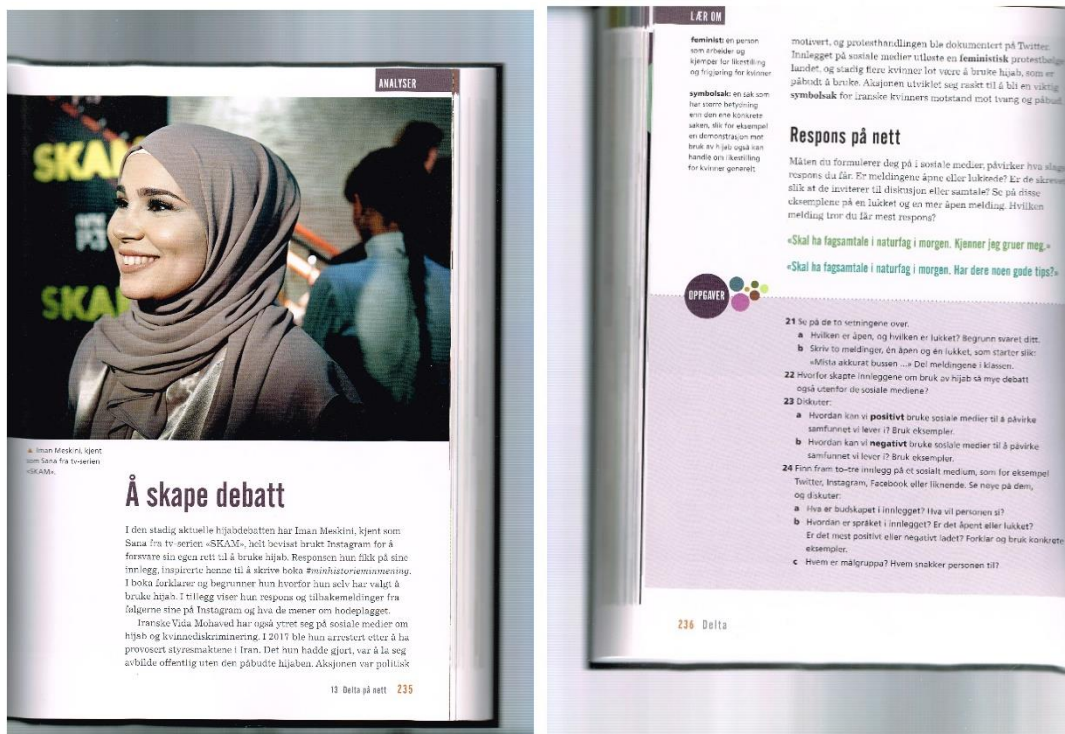 ANALYSER
SKAM
SKAM
▲ Iman Meskini, kjent
som Sana fra tv-serien
«SKAM».
Å skape debatt
I den stadig aktuelle hijabdebatten har Iman Meskini, kjent som
Sana fra tv-serien «SKAM», helt bevisst brukt Instagram for å
forsvare sin egen rett til å bruke hijab. Responsen hun fikk på sine
innlegg, inspirerte henne til å skrive boka #minhistorieminmening.
I boka forklarer og begrunner hun hvorfor hun selv har valgt å
bruke hijab. I tillegg viser hun respons og tilbakemeldinger fra
følgerne sine på Instagram og hva de mener om hodeplagget.
Iranske Vida Mohaved har også ytret seg på sosiale medier om
hijab og kvinnediskriminering. I 2017 ble hun arrestert etter å ha
provosert styresmaktene i Iran. Det hun hadde gjort, var å la seg
avbilde offentlig uten den påbudte hijaben. Aksjonen var politisk
13 Delta på nett 235
LÆR OM
feminist: en person
som arbeider og
kjemper for likestilling
og frigjøring for kvinner
symbolsak: en sak som
har større betydning
enn den ene konkrete
saken, slik for eksempel
en demonstrasjon mot
bruk av hijab også kan
handle om likestilling
for kvinner generelt
motivert, og protesthandlingen ble dokumentert på Twitter.
Innlegget på sosiale medier utløste en feministisk protestbølge
landet, og stadig flere kvinner lot være å bruke hijab, som er
påbudt å bruke. Aksjonen utviklet seg raskt til å bli en viktig
symbolsak for iranske kvinners motstand mot tvang og påbud.
Respons på nett
Måten du formulerer deg på i sosiale medier, påvirker hva slags
respons du får. Er meldingene åpne eller lukkede? Er de skrevet
slik at de inviterer til diskusjon eller samtale? Se på disse
eksemplene på en lukket og en mer åpen melding. Hvilken
melding tror du får mest respons?
«Skal ha fagsamtale i naturfag i morgen. Kjenner jeg gruer meg.»
«Skal ha fagsamtale i naturfag i morgen. Har dere noen gode tips?»
OPPGAVER
21 Se på de to setningene over.
a Hvilken er åpen, og hvilken er lukket? Begrunn svaret ditt.
b Skriv to meldinger, én åpen og én lukket, som starter slik:
«Mista akkurat bussen ...» Del meldingene i klassen.
22 Hvorfor skapte innleggene om bruk av hijab så mye debatt
også utenfor de sosiale mediene?
23 Diskuter:
a Hvordan kan vi positivt bruke sosiale medier til å påvirke
samfunnet vi lever i? Bruk eksempler.
b Hvordan kan vi negativt bruke sosiale medier til å påvirke
samfunnet vi lever i? Bruk eksempler.
24 Finn fram to–tre innlegg på et sosialt medium, som for eksempel
Twitter, Instagram, Facebook eller liknende. Se nøye på dem,
og diskuter:
a Hva er budskapet i innlegget? Hva vil personen si?
b Hvordan er språket i innlegget? Er det åpent eller lukket?
Er det mest positivt eller negativt ladet? Forklar og bruk konkrete
eksempler.
c Hvem er målgruppa? Hvem snakker personen til?
236 Delta